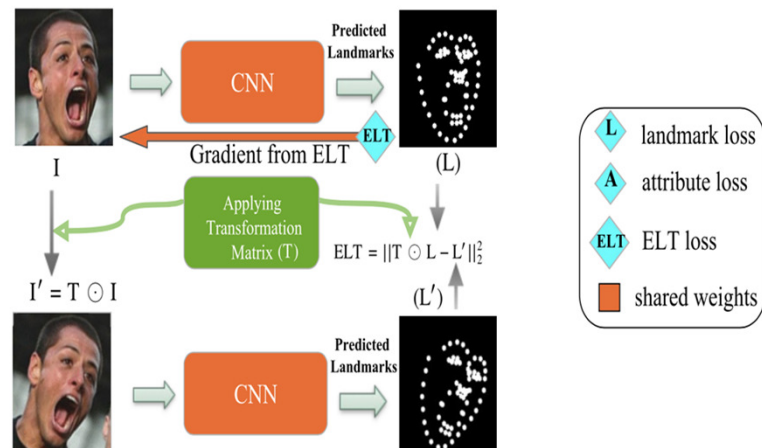 Predicted
Landmarks
CNN
ELT
Gradient from ELT
I
(L)
Applying
Transformation
Matrix (T)
ELT = ||T ⊙ L − L′||₂²
I′ = T ⊙ I
(L′)
Predicted
Landmarks
CNN
L landmark loss
A attribute loss
ELT ELT loss
shared weights